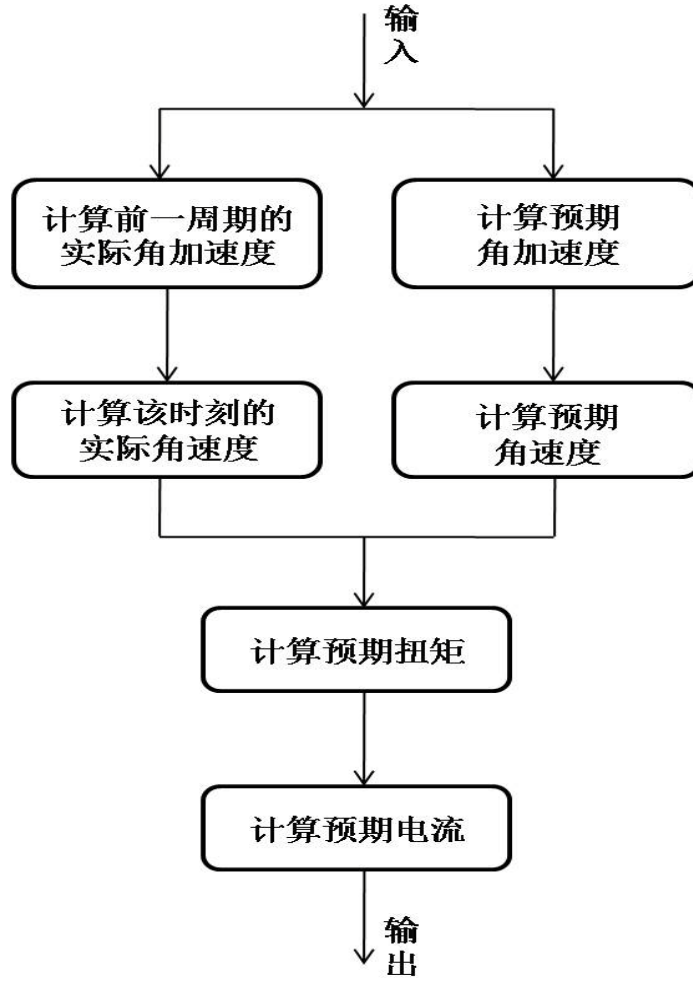 输
入
计算前一周期的
实际角加速度
计算预期
角加速度
计算该时刻的
实际角速度
计算预期
角速度
计算预期扭矩
计算预期电流
输
出